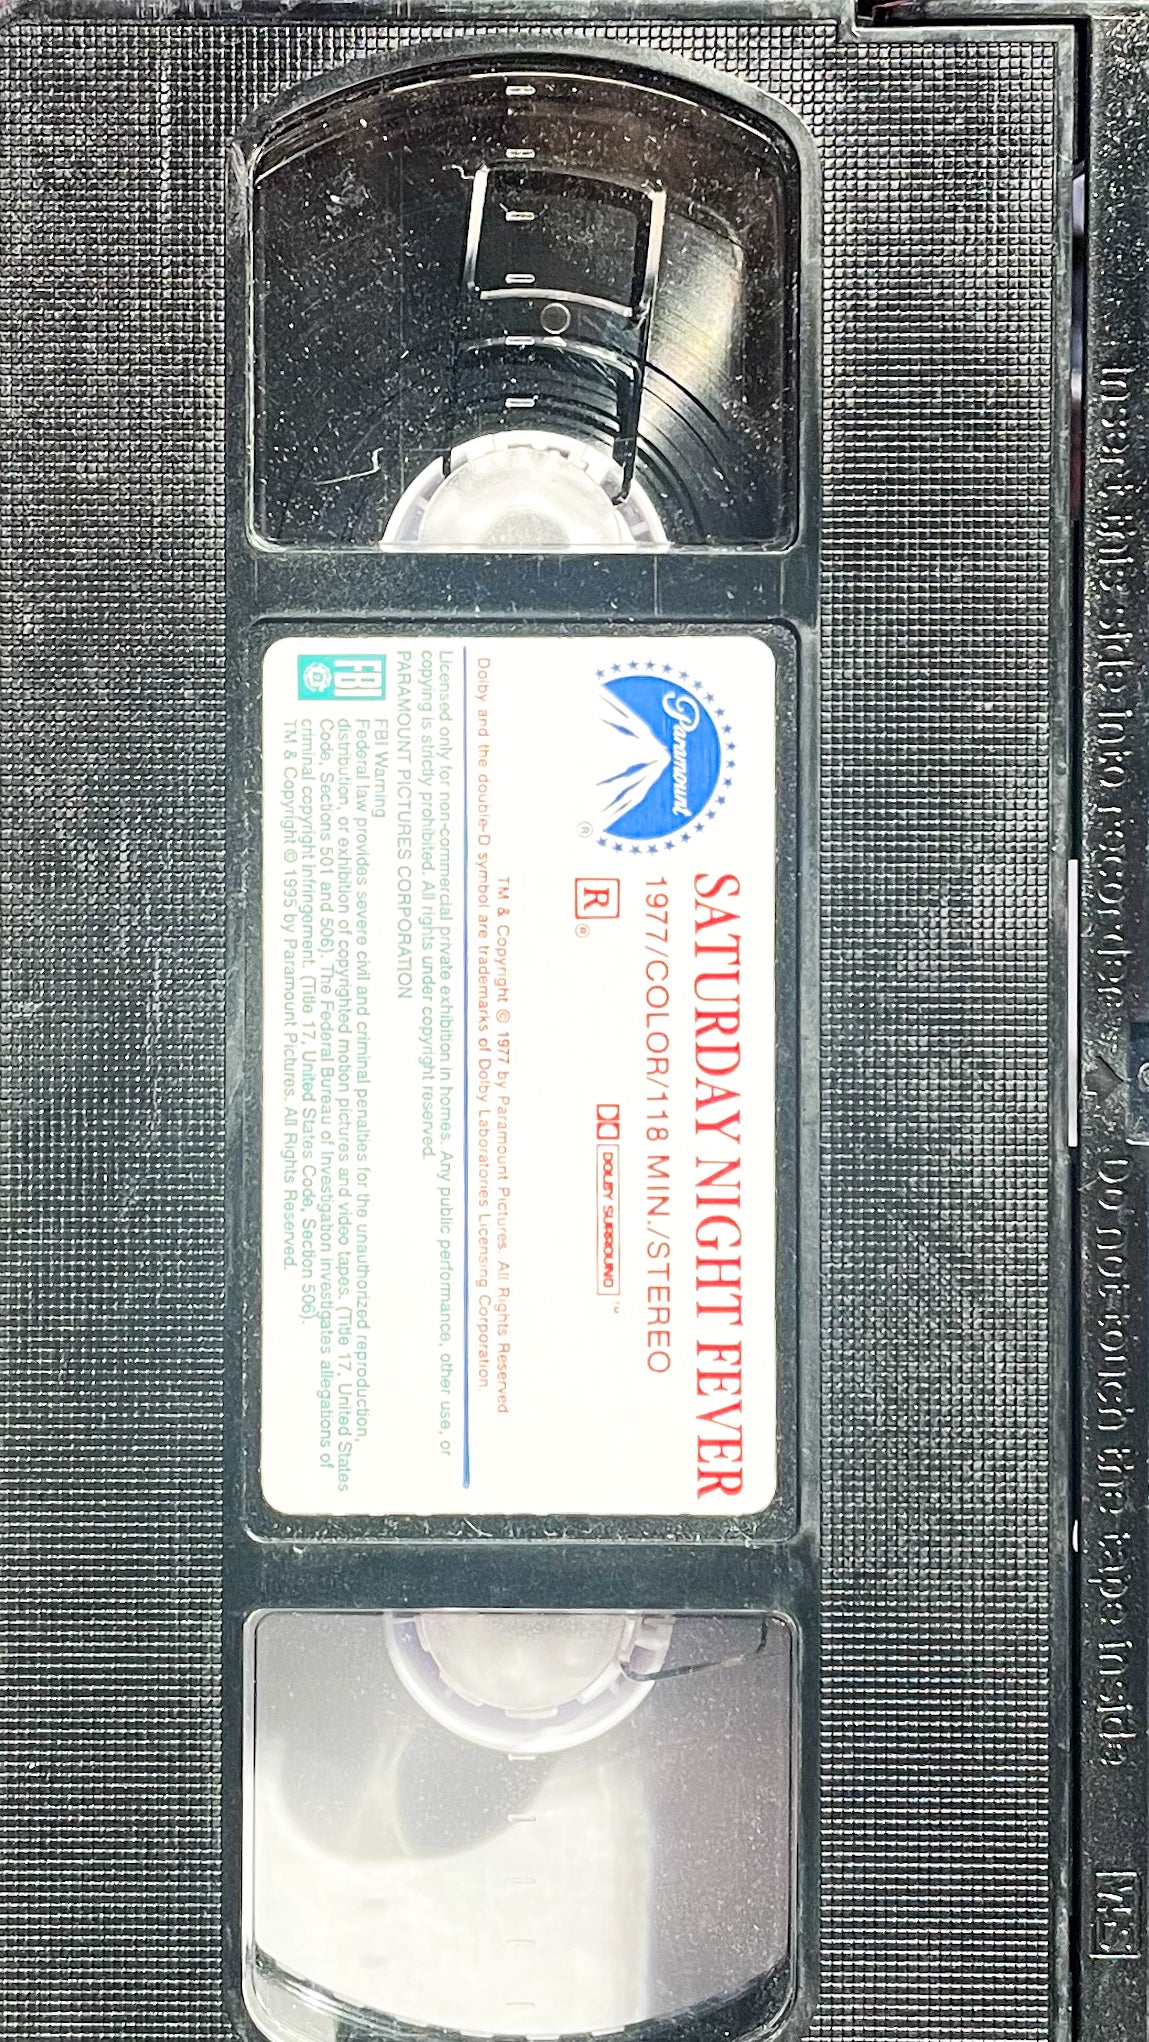 Insert this side into recorder
Do not touch the tape inside
VHS
Paramount
®
SATURDAY NIGHT FEVER
1977/COLOR/118 MIN./STEREO
R ®
DOLBY SURROUND ™
TM & Copyright © 1977 by Paramount Pictures. All Rights Reserved
Dolby and the double-D symbol are trademarks of Dolby Laboratories Licensing Corporation.
Licensed only for non-commercial private exhibition in homes. Any public performance, other use, or
copying is strictly prohibited. All rights under copyright reserved.
PARAMOUNT PICTURES CORPORATION
FBI
FBI Warning
Federal law provides severe civil and criminal penalties for the unauthorized reproduction,
distribution, or exhibition of copyrighted motion pictures and video tapes. (Title 17, United States
Code, Sections 501 and 506). The Federal Bureau of Investigation investigates allegations of
criminal copyright infringement. (Title 17, United States Code, Section 506).
TM & Copyright © 1995 by Paramount Pictures. All Rights Reserved.